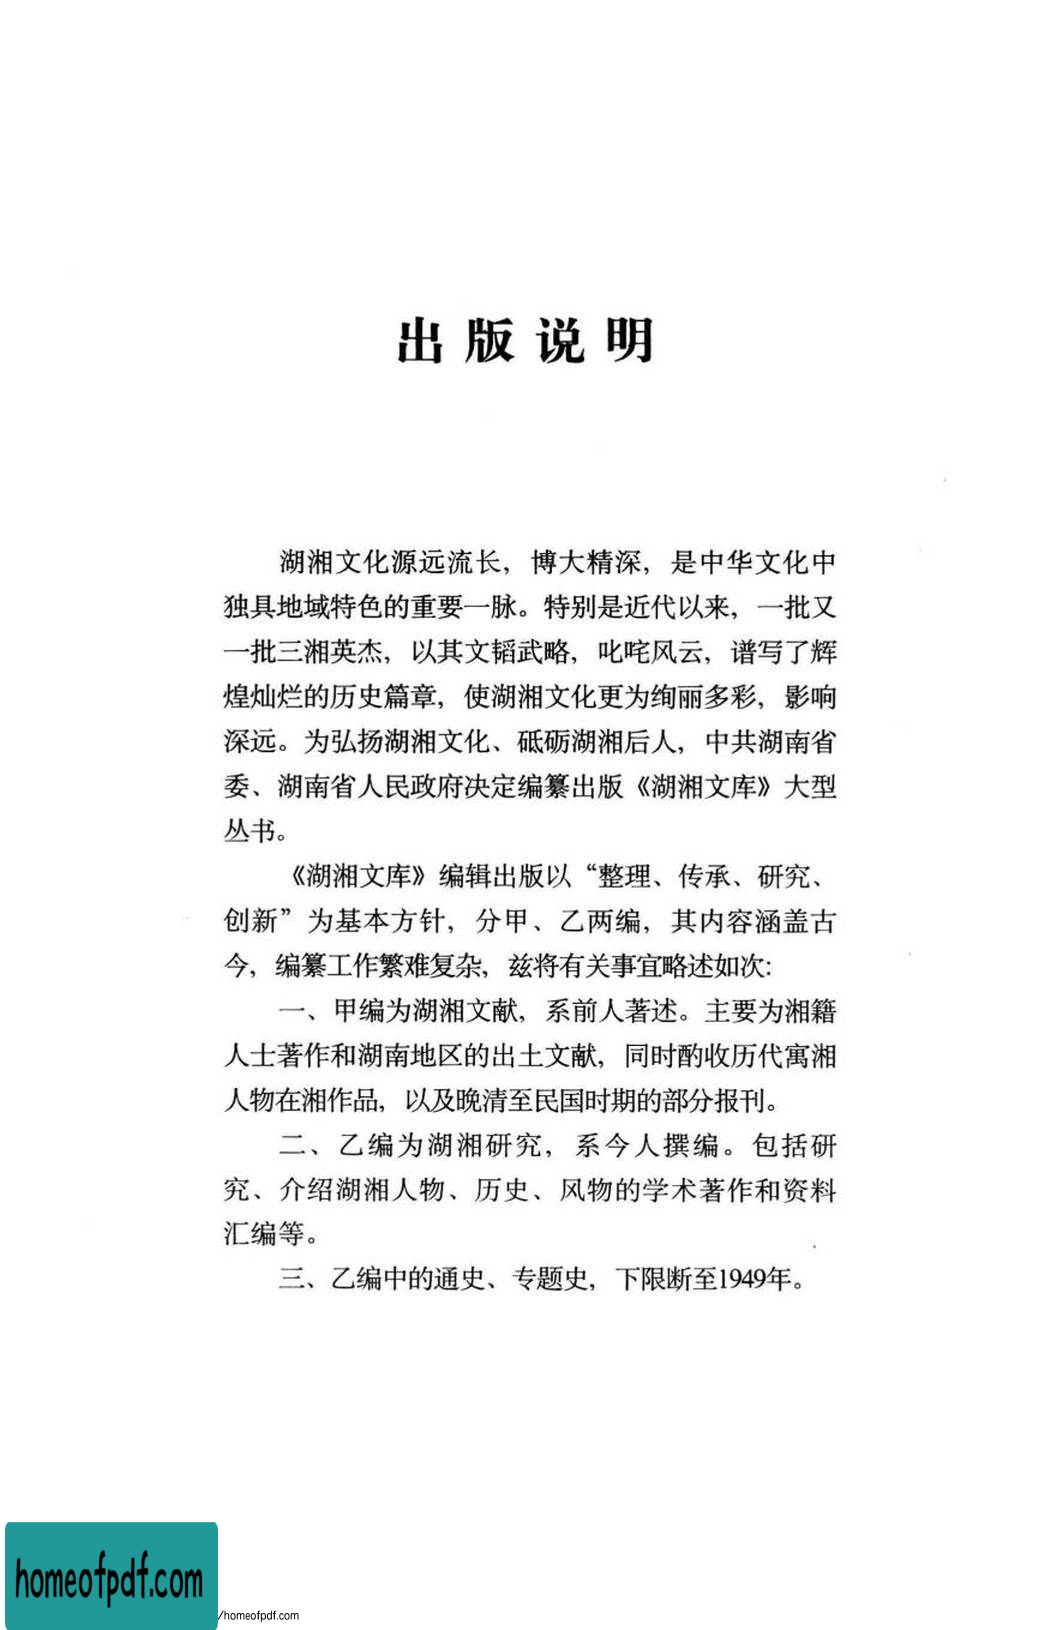 出版说明
湖湘文化源远流长，博大精深，是中华文化中
独具地域特色的重要一脉。特别是近代以来，一批又
一批三湘英杰，以其文韬武略，叱咤风云，谱写了辉
煌灿烂的历史篇章，使湖湘文化更为绚丽多彩，影响
深远。为弘扬湖湘文化、砥砺湖湘后人，中共湖南省
委、湖南省人民政府决定编纂出版《湖湘文库》大型
丛书。
《湖湘文库》编辑出版以“整理、传承、研究、
创新”为基本方针，分甲、乙两编，其内容涵盖古
今，编纂工作繁难复杂，兹将有关事宜略述如次：
一、甲编为湖湘文献，系前人著述。主要为湘籍
人士著作和湖南地区的出土文献，同时酌收历代寓湘
人物在湘作品，以及晚清至民国时期的部分报刊。
二、乙编为湖湘研究，系今人撰编。包括研
究、介绍湖湘人物、历史、风物的学术著作和资料
汇编等。
三、乙编中的通史、专题史，下限断至1949年。
homeofpdf.com
/homeofpdf.com